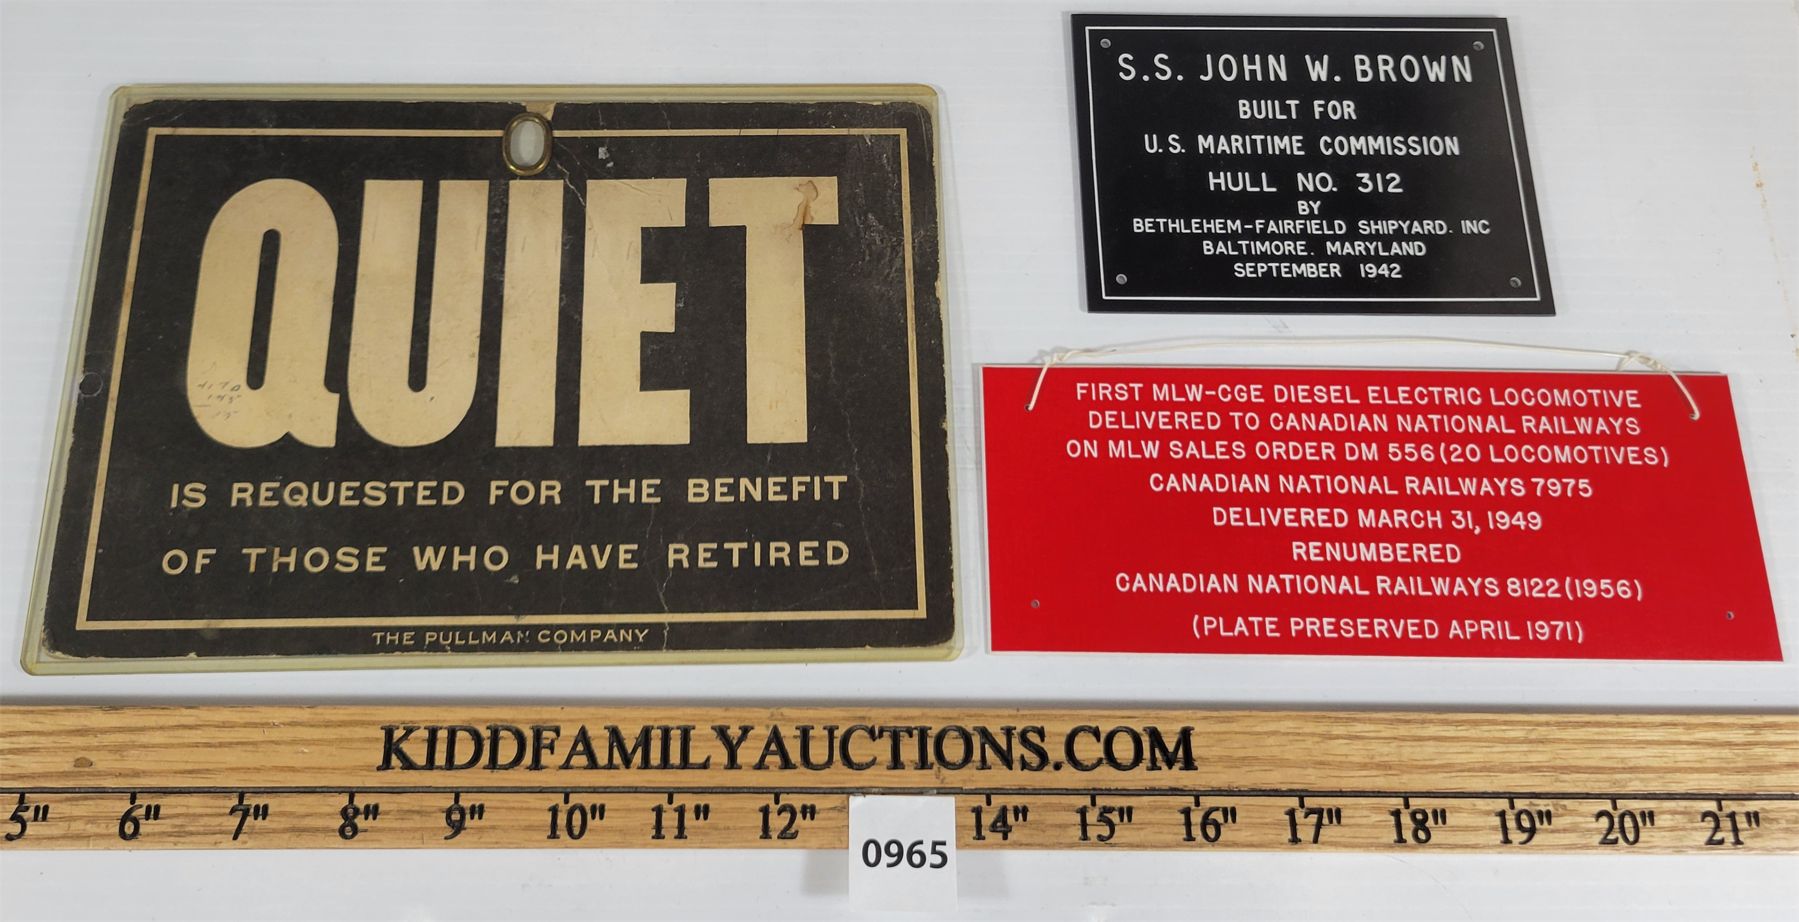 QUIET
IS REQUESTED FOR THE BENEFIT
OF THOSE WHO HAVE RETIRED
THE PULLMAN COMPANY
S.S. JOHN W. BROWN
BUILT FOR
U.S. MARITIME COMMISSION
HULL NO. 312
BY
BETHLEHEM-FAIRFIELD SHIPYARD. INC
BALTIMORE. MARYLAND
SEPTEMBER 1942
FIRST MLW-CGE DIESEL ELECTRIC LOCOMOTIVE
DELIVERED TO CANADIAN NATIONAL RAILWAYS
ON MLW SALES ORDER DM 556 (20 LOCOMOTIVES)
CANADIAN NATIONAL RAILWAYS 7975
DELIVERED MARCH 31, 1949
RENUMBERED
CANADIAN NATIONAL RAILWAYS 8122 (1956)
(PLATE PRESERVED APRIL 1971)
KIDDFAMILYAUCTIONS.COM
5" 6" 7" 8" 9" 10" 11" 12" 14" 15" 16" 17" 18" 19" 20" 21"
0965